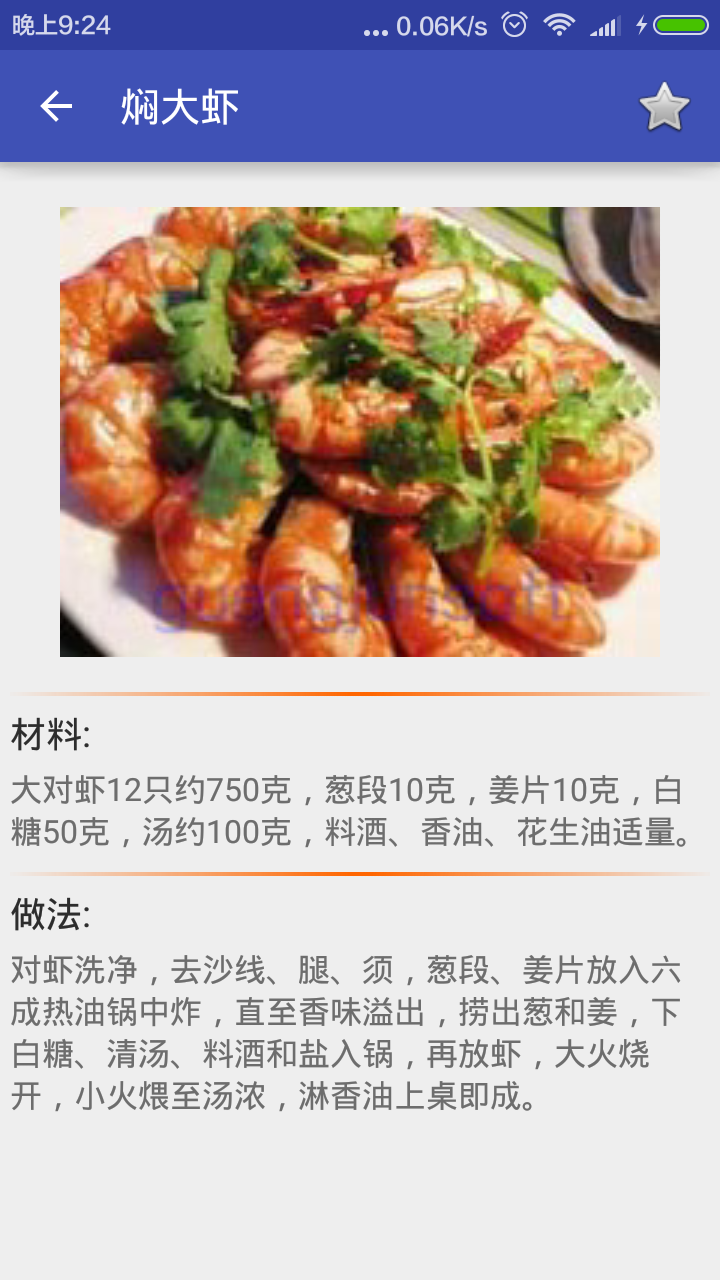 晚上9:24
... 0.06K/s
焖大虾
guangjunsoft
材料:
大对虾12只约750克，葱段10克，姜片10克，白
糖50克，汤约100克，料酒、香油、花生油适量。
做法:
对虾洗净，去沙线、腿、须，葱段、姜片放入六
成热油锅中炸，直至香味溢出，捞出葱和姜，下
白糖、清汤、料酒和盐入锅，再放虾，大火烧
开，小火煨至汤浓，淋香油上桌即成。